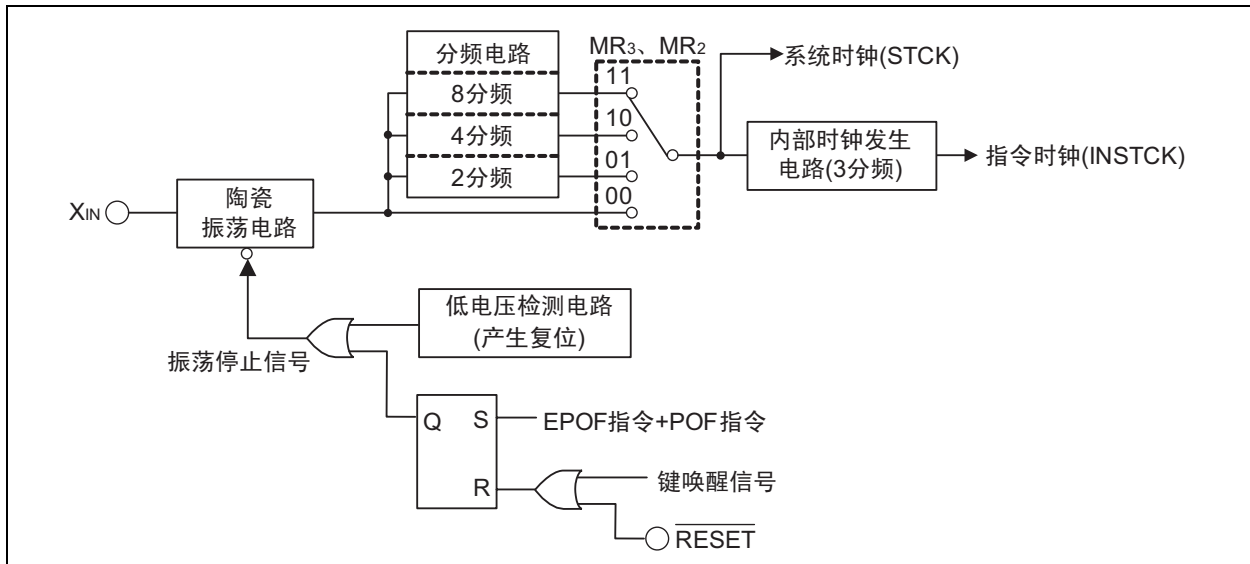 分频电路
8分频
4分频
2分频
MR3、MR2
11
10
01
00
系统时钟(STCK)
内部时钟发生
电路(3分频)
指令时钟(INSTCK)
XIN
陶瓷
振荡电路
低电压检测电路
(产生复位)
振荡停止信号
Q
S
R
EPOF指令+POF指令
键唤醒信号
RESET